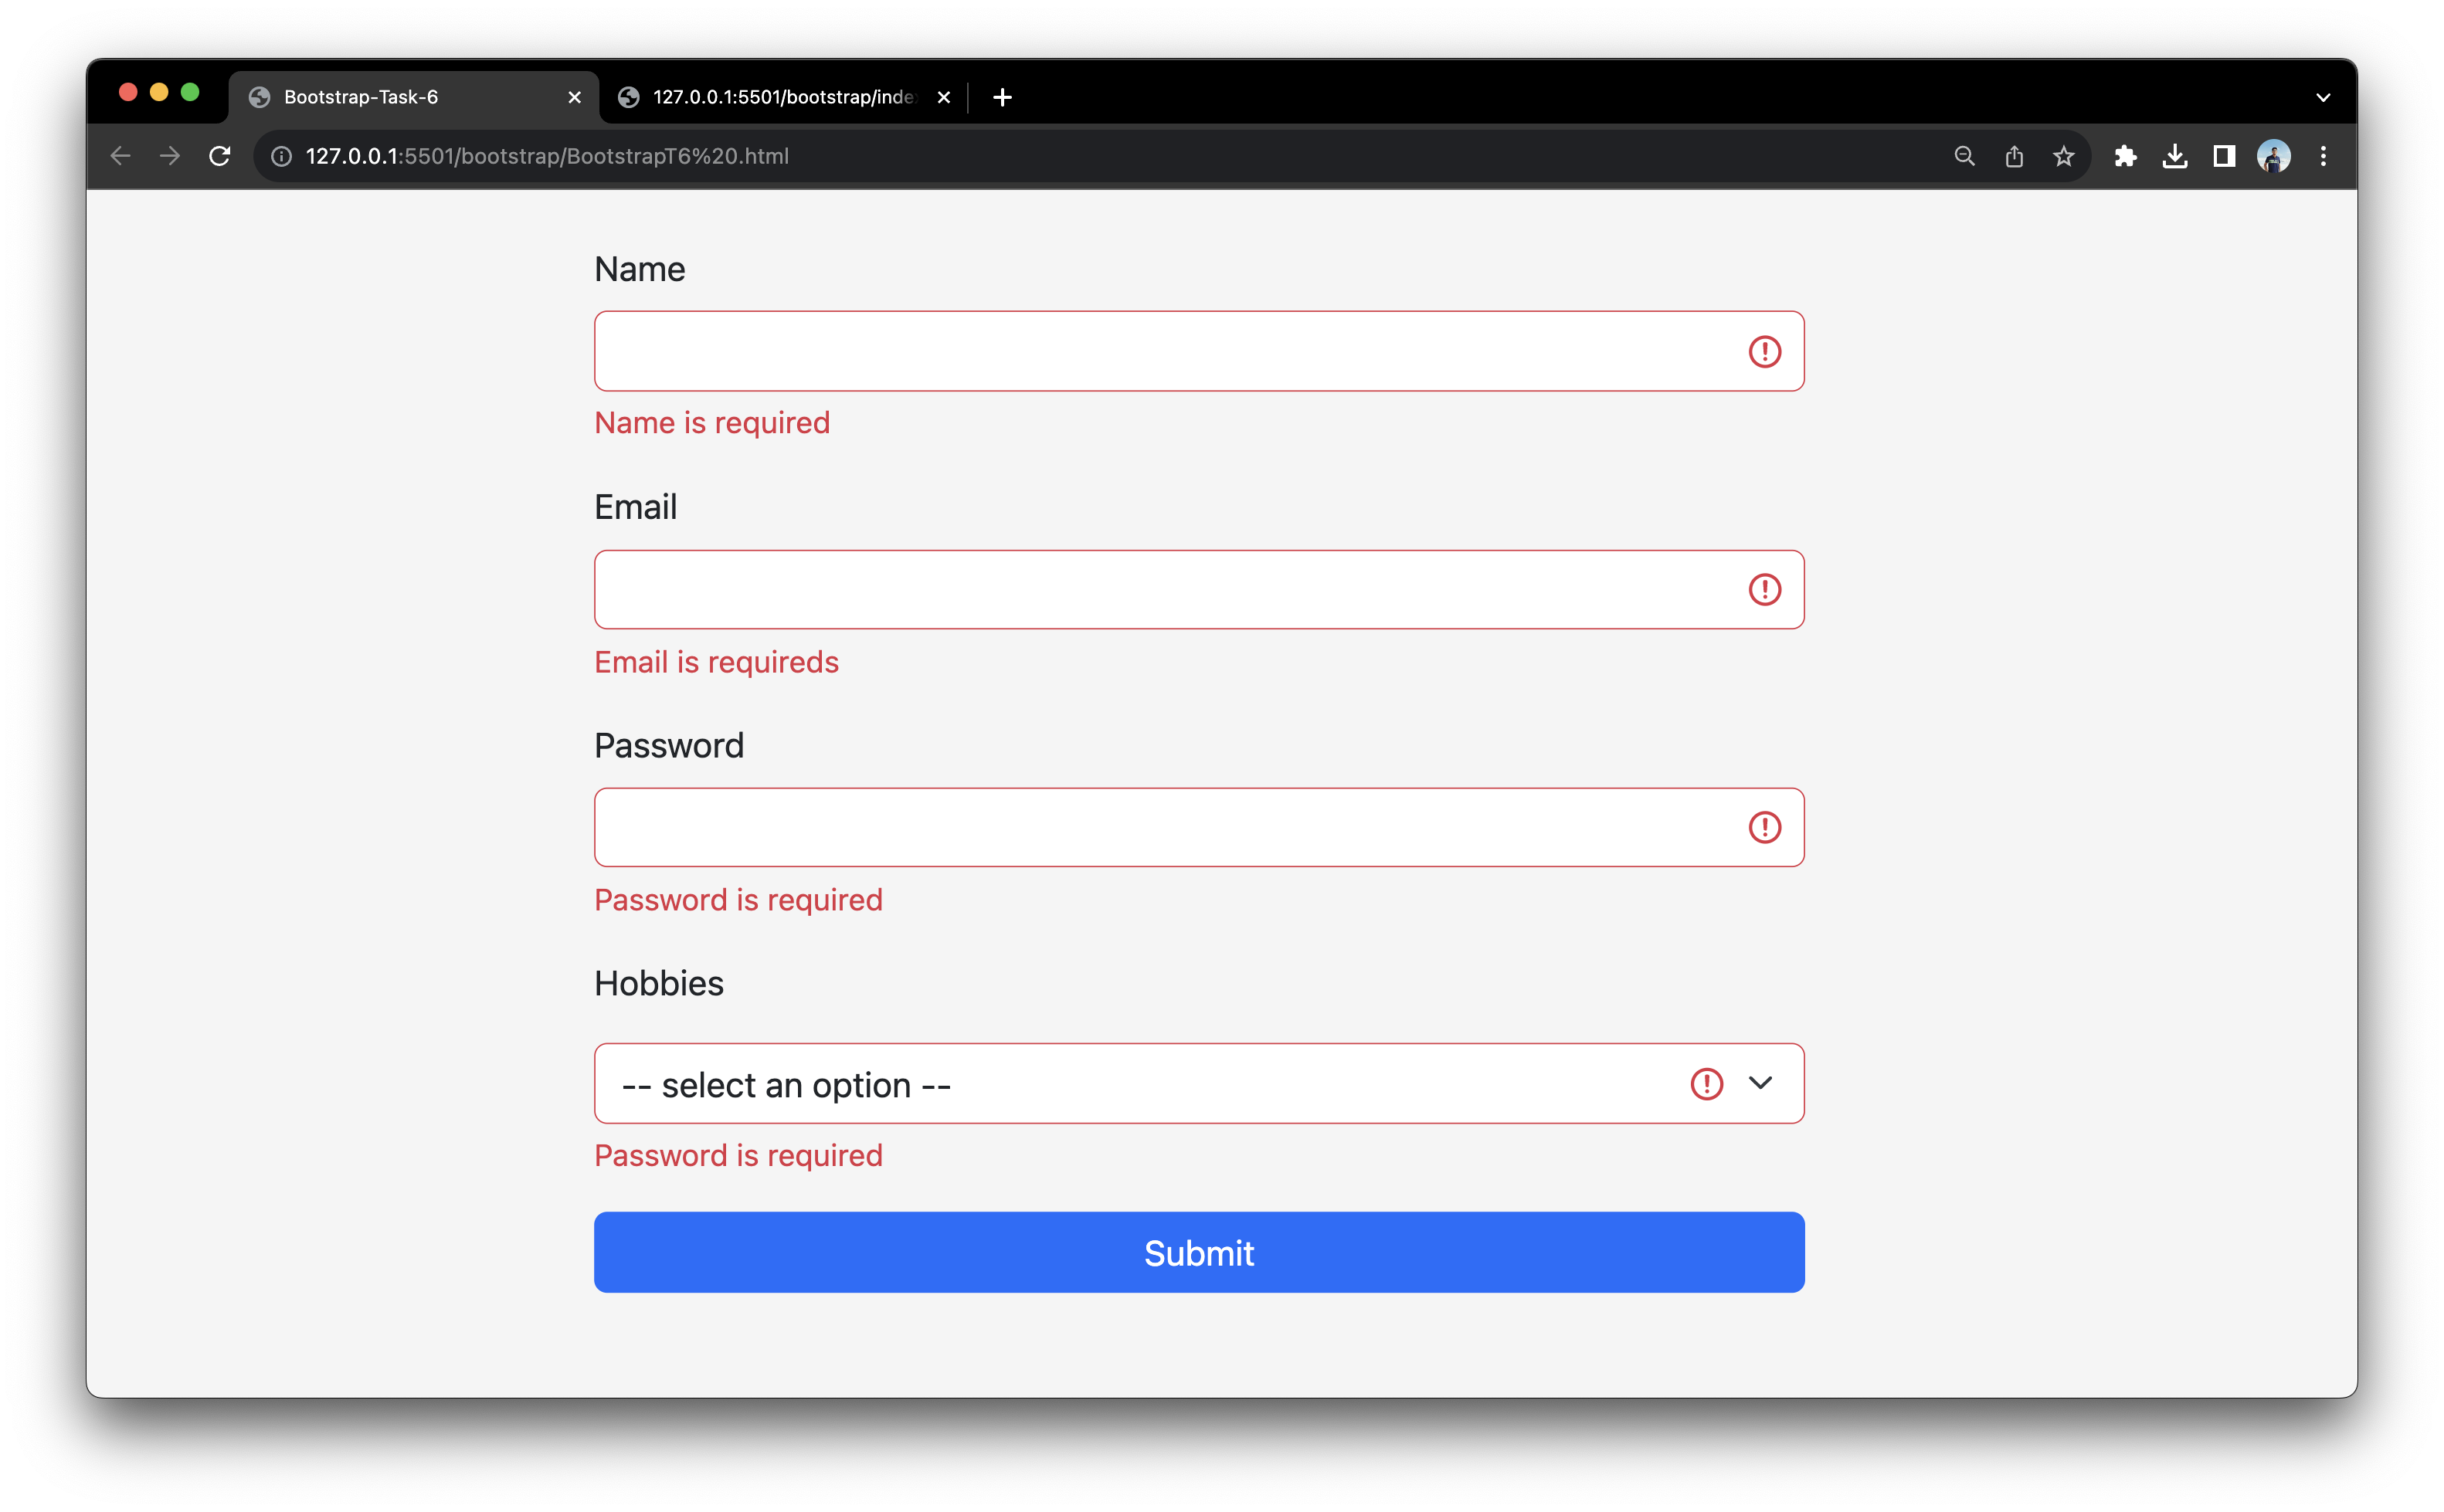 Bootstrap-Task-6
127.0.0.1:5501/bootstrap/inde
127.0.0.1:5501/bootstrap/BootstrapT6%20.html
Name
Name is required
Email
Email is requireds
Password
Password is required
Hobbies
-- select an option --
Password is required
Submit